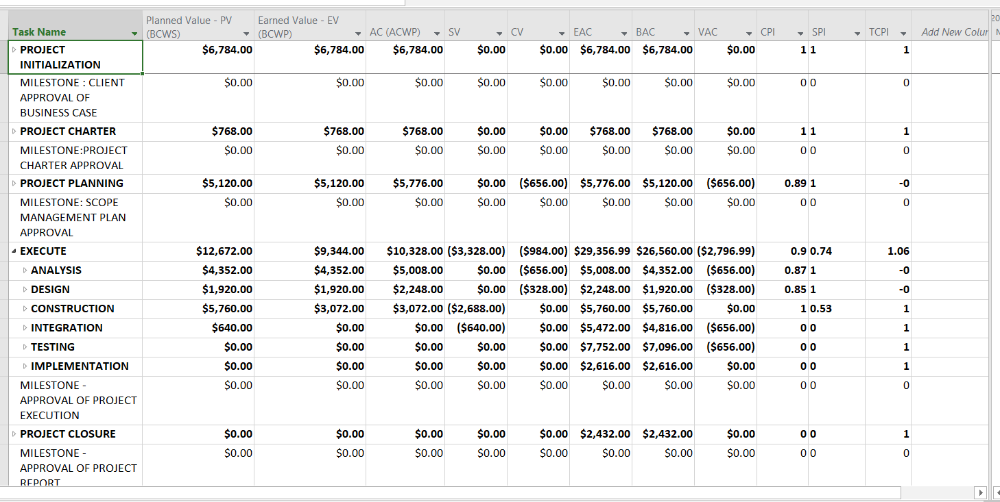 Planned Value - PV (BCWS) Earned Value - EV (BCWP) 20
Task Name AC (ACWP) SV CV EAC BAC VAC CPI SPI TCPI Add New Colur
PROJECT INITIALIZATION $6,784.00 $6,784.00 $6,784.00 $0.00 $0.00 $6,784.00 $6,784.00 $0.00 1 1 1
MILESTONE : CLIENT APPROVAL OF BUSINESS CASE $0.00 $0.00 $0.00 $0.00 $0.00 $0.00 $0.00 $0.00 0 0 0
PROJECT CHARTER $768.00 $768.00 $768.00 $0.00 $0.00 $768.00 $768.00 $0.00 1 1 1
MILESTONE:PROJECT CHARTER APPROVAL $0.00 $0.00 $0.00 $0.00 $0.00 $0.00 $0.00 $0.00 0 0 0
PROJECT PLANNING $5,120.00 $5,120.00 $5,776.00 $0.00 ($656.00) $5,776.00 $5,120.00 ($656.00) 0.89 1 -0
MILESTONE: SCOPE MANAGEMENT PLAN APPROVAL $0.00 $0.00 $0.00 $0.00 $0.00 $0.00 $0.00 $0.00 0 0 0
EXECUTE $12,672.00 $9,344.00 $10,328.00 ($3,328.00) ($984.00) $29,356.99 $26,560.00 ($2,796.99) 0.9 0.74 1.06
ANALYSIS $4,352.00 $4,352.00 $5,008.00 $0.00 ($656.00) $5,008.00 $4,352.00 ($656.00) 0.87 1 -0
DESIGN $1,920.00 $1,920.00 $2,248.00 $0.00 ($328.00) $2,248.00 $1,920.00 ($328.00) 0.85 1 -0
CONSTRUCTION $5,760.00 $3,072.00 $3,072.00 ($2,688.00) $0.00 $5,760.00 $5,760.00 $0.00 1 0.53 1
INTEGRATION $640.00 $0.00 $0.00 ($640.00) $0.00 $5,472.00 $4,816.00 ($656.00) 0 0 1
TESTING $0.00 $0.00 $0.00 $0.00 $0.00 $7,752.00 $7,096.00 ($656.00) 0 0 1
IMPLEMENTATION $0.00 $0.00 $0.00 $0.00 $0.00 $2,616.00 $2,616.00 $0.00 0 0 1
MILESTONE - APPROVAL OF PROJECT EXECUTION $0.00 $0.00 $0.00 $0.00 $0.00 $0.00 $0.00 $0.00 0 0 0
PROJECT CLOSURE $0.00 $0.00 $0.00 $0.00 $0.00 $2,432.00 $2,432.00 $0.00 0 0 1
MILESTONE - APPROVAL OF PROJECT REPORT $0.00 $0.00 $0.00 $0.00 $0.00 $0.00 $0.00 $0.00 0 0 0